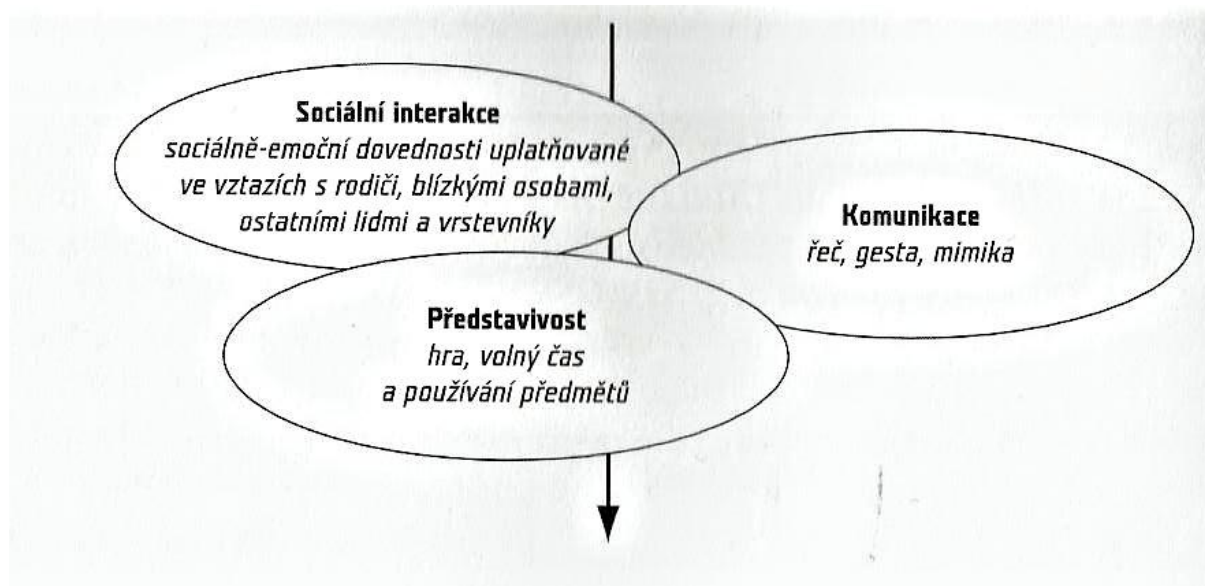 Sociální interakce
sociálně-emoční dovednosti uplatňované
ve vztazích s rodiči, blízkými osobami,
ostatními lidmi a vrstevníky
Komunikace
řeč, gesta, mimika
Představivost
hra, volný čas
a používání předmětů